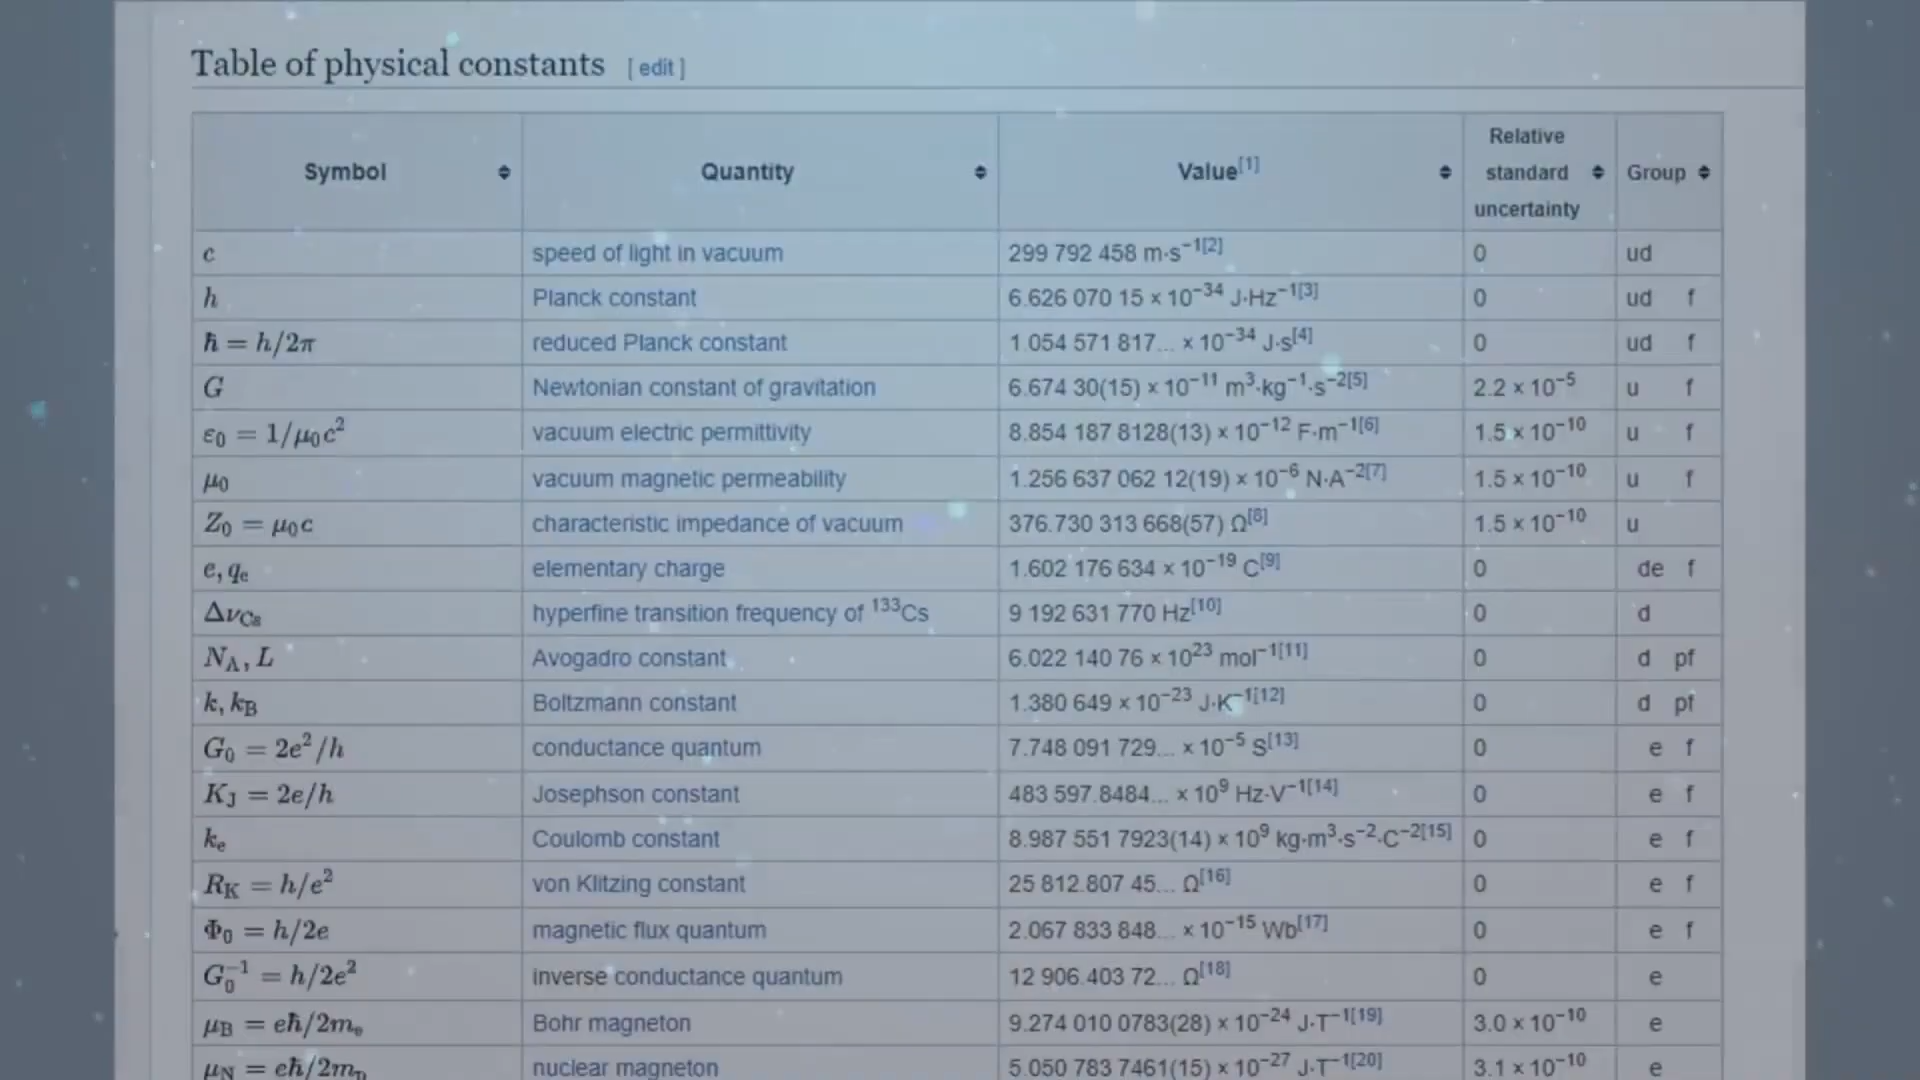 Table of physical constants [ edit ]
Symbol Quantity Value[1] Relative standard uncertainty Group
c speed of light in vacuum 299 792 458 m⋅s⁻¹[2] 0 ud
h Planck constant 6.626 070 15 × 10⁻³⁴ J⋅Hz⁻¹[3] 0 ud f
ħ = h/2π reduced Planck constant 1.054 571 817... × 10⁻³⁴ J⋅s[4] 0 ud f
G Newtonian constant of gravitation 6.674 30(15) × 10⁻¹¹ m³⋅kg⁻¹⋅s⁻²[5] 2.2 × 10⁻⁵ u f
ε₀ = 1/μ₀c² vacuum electric permittivity 8.854 187 8128(13) × 10⁻¹² F⋅m⁻¹[6] 1.5 × 10⁻¹⁰ u f
μ₀ vacuum magnetic permeability 1.256 637 062 12(19) × 10⁻⁶ N⋅A⁻²[7] 1.5 × 10⁻¹⁰ u f
Z₀ = μ₀c characteristic impedance of vacuum 376.730 313 668(57) Ω[8] 1.5 × 10⁻¹⁰ u
e, qₑ elementary charge 1.602 176 634 × 10⁻¹⁹ C[9] 0 de f
Δν_Cs hyperfine transition frequency of ¹³³Cs 9 192 631 770 Hz[10] 0 d
N_A, L Avogadro constant 6.022 140 76 × 10²³ mol⁻¹[11] 0 d pf
k, k_B Boltzmann constant 1.380 649 × 10⁻²³ J⋅K⁻¹[12] 0 d pf
G₀ = 2e²/h conductance quantum 7.748 091 729... × 10⁻⁵ S[13] 0 e f
K_J = 2e/h Josephson constant 483 597.8484... × 10⁹ Hz⋅V⁻¹[14] 0 e f
kₑ Coulomb constant 8.987 551 7923(14) × 10⁹ kg⋅m³⋅s⁻²⋅C⁻²[15] 0 e f
R_K = h/e² von Klitzing constant 25 812.807 45... Ω[16] 0 e f
Φ₀ = h/2e magnetic flux quantum 2.067 833 848... × 10⁻¹⁵ Wb[17] 0 e f
G₀⁻¹ = h/2e² inverse conductance quantum 12 906.403 72... Ω[18] 0 e
μ_B = eħ/2mₑ Bohr magneton 9.274 010 0783(28) × 10⁻²⁴ J⋅T⁻¹[19] 3.0 × 10⁻¹⁰ e
μ_N = eħ/2m_p nuclear magneton 5.050 783 7461(15) × 10⁻²⁷ J⋅T⁻¹[20] 3.1 × 10⁻¹⁰ e